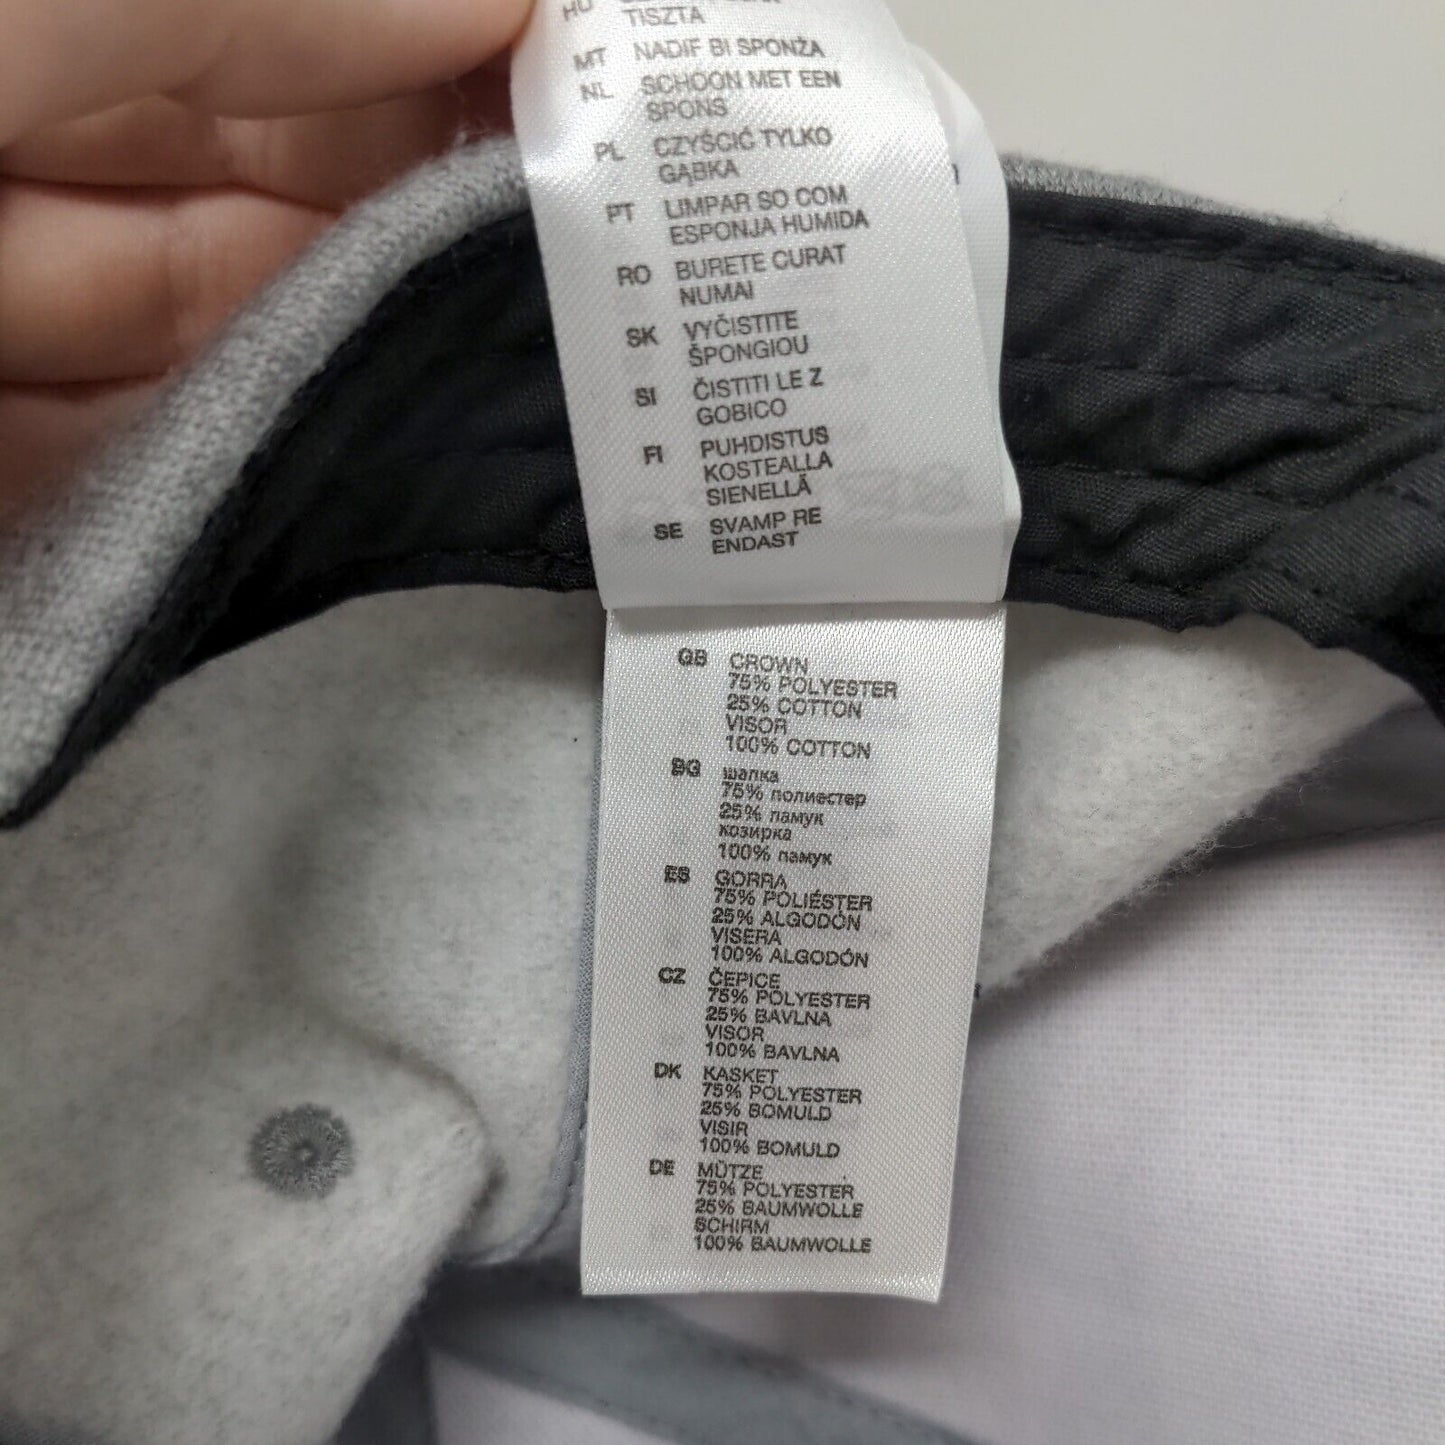 HU
TISZTA
MT NADIF BI SPONŻA
NL SCHOON MET EEN
SPONS
PL CZYŚCIĆ TYLKO
GĄBKA
PT LIMPAR SO COM
ESPONJA HUMIDA
RO BURETE CURAT
NUMAI
SK VYČISTITE
ŠPONGIOU
SI ČISTITI LE Z
GOBICO
FI PUHDISTUS
KOSTEALLA
SIENELLÄ
SE SVAMP RE
ENDAST
GB CROWN
75% POLYESTER
25% COTTON
VISOR
100% COTTON
BG шапка
75% полиестер
25% памук
козирка
100% памук
ES GORRA
75% POLIÉSTER
25% ALGODÓN
VISERA
100% ALGODÓN
CZ ČEPICE
75% POLYESTER
25% BAVLNA
VISOR
100% BAVLNA
DK KASKET
75% POLYESTER
25% BOMULD
VISIR
100% BOMULD
DE MÜTZE
75% POLYESTER
25% BAUMWOLLE
SCHIRM
100% BAUMWOLLE